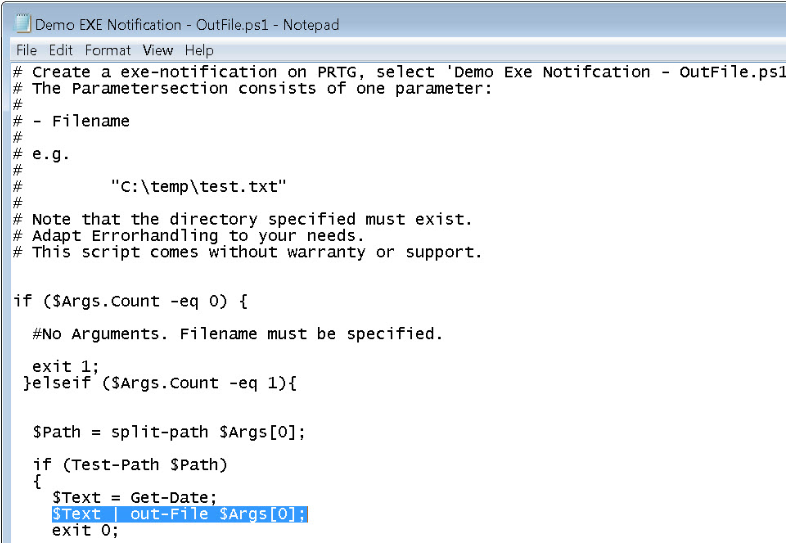 Demo EXE Notification - OutFile.ps1 - Notepad
File Edit Format View Help
# Create a exe-notification on PRTG, select 'Demo Exe Notifcation - OutFile.ps1
# The Parametersection consists of one parameter:
#
# - Filename
#
# e.g.
#
# "C:\temp\test.txt"
#
# Note that the directory specified must exist.
# Adapt Errorhandling to your needs.
# This script comes without warranty or support.
if ($Args.Count -eq 0) {
#No Arguments. Filename must be specified.
exit 1;
}elseif ($Args.Count -eq 1){
$Path = split-path $Args[0];
if (Test-Path $Path)
{
$Text = Get-Date;
$Text | out-File $Args[0];
exit 0;